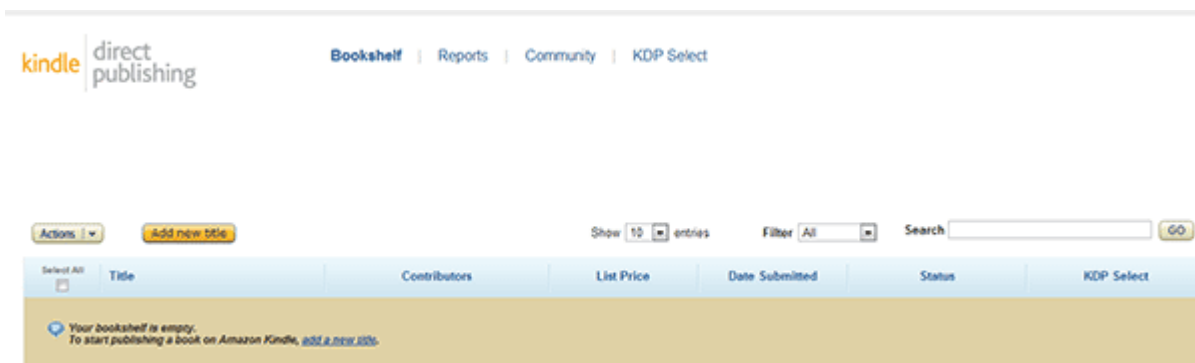 kindle direct publishing
Bookshelf | Reports | Community | KDP Select
Actions Add new title Show 10 entries Filter All Search GO
Select All Title Contributors List Price Date Submitted Status KDP Select
Your bookshelf is empty.
To start publishing a book on Amazon Kindle, add a new title.